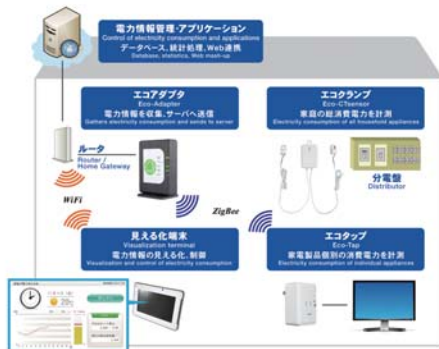 電力情報管理・アプリケーション
Control of electricity consumption and applications
データベース、統計処理、Web連携
Database, statistics, Web mash-up
エコアダプタ
Eco-Adapter
電力情報を収集、サーバへ送信
Gathers electricity consumption and sends to server
エコクランプ
Eco-CTsensor
家庭の総消費電力を計測
Electricity consumption of all household appliances
ルータ
Router /
Home Gateway
分電盤
Distributor
WiFi
ZigBee
見える化端末
Visualization terminal
電力情報の見える化、制御
Visualization and control of electricity consumption
エコタップ
Eco-Tap
家電製品個別の消費電力を計測
Electricity consumption of individual appliances